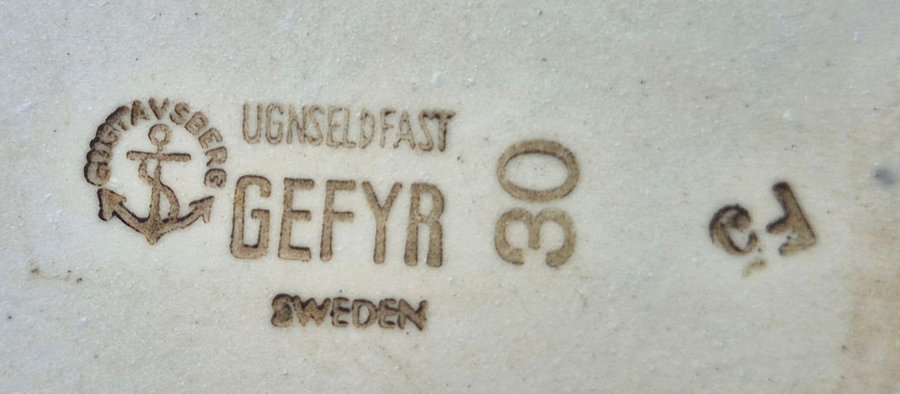 GUSTAVSBERG
UGNSELDFAST
GEFYR
SWEDEN
30